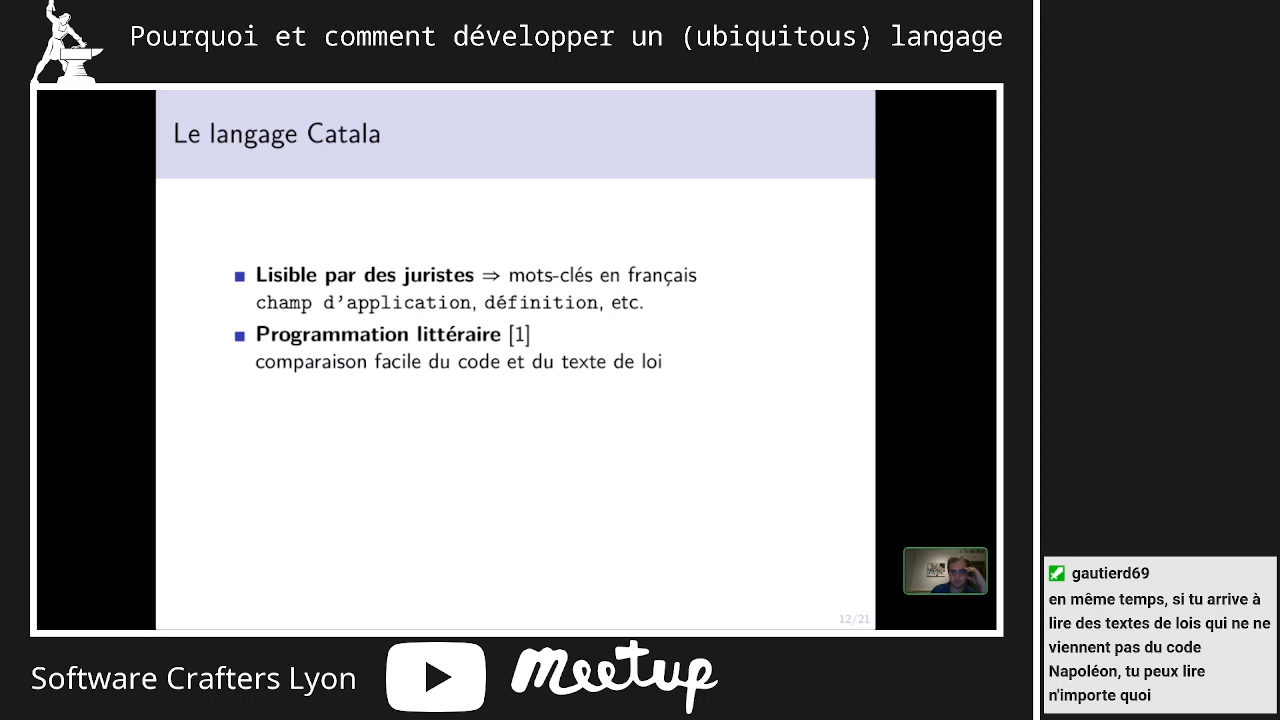 Pourquoi et comment développer un (ubiquitous) langage
Le langage Catala
Lisible par des juristes ⇒ mots-clés en français
champ d'application, définition, etc.
Programmation littéraire [1]
comparaison facile du code et du texte de loi
12/21
gautierd69
en même temps, si tu arrive à
lire des textes de lois qui ne ne
viennent pas du code
Napoléon, tu peux lire
n'importe quoi
Software Crafters Lyon
meetup